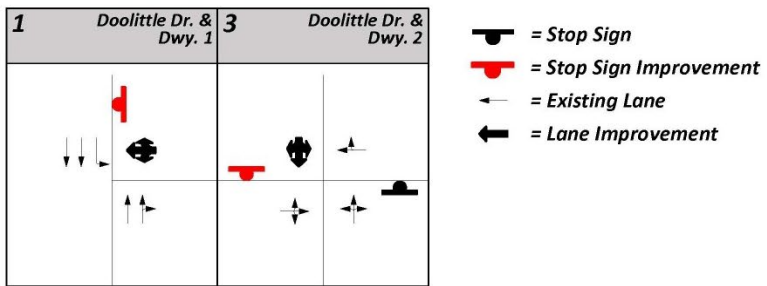 1
Doolittle Dr. &
Dwy. 1
3
Doolittle Dr. &
Dwy. 2
= Stop Sign
= Stop Sign Improvement
= Existing Lane
= Lane Improvement